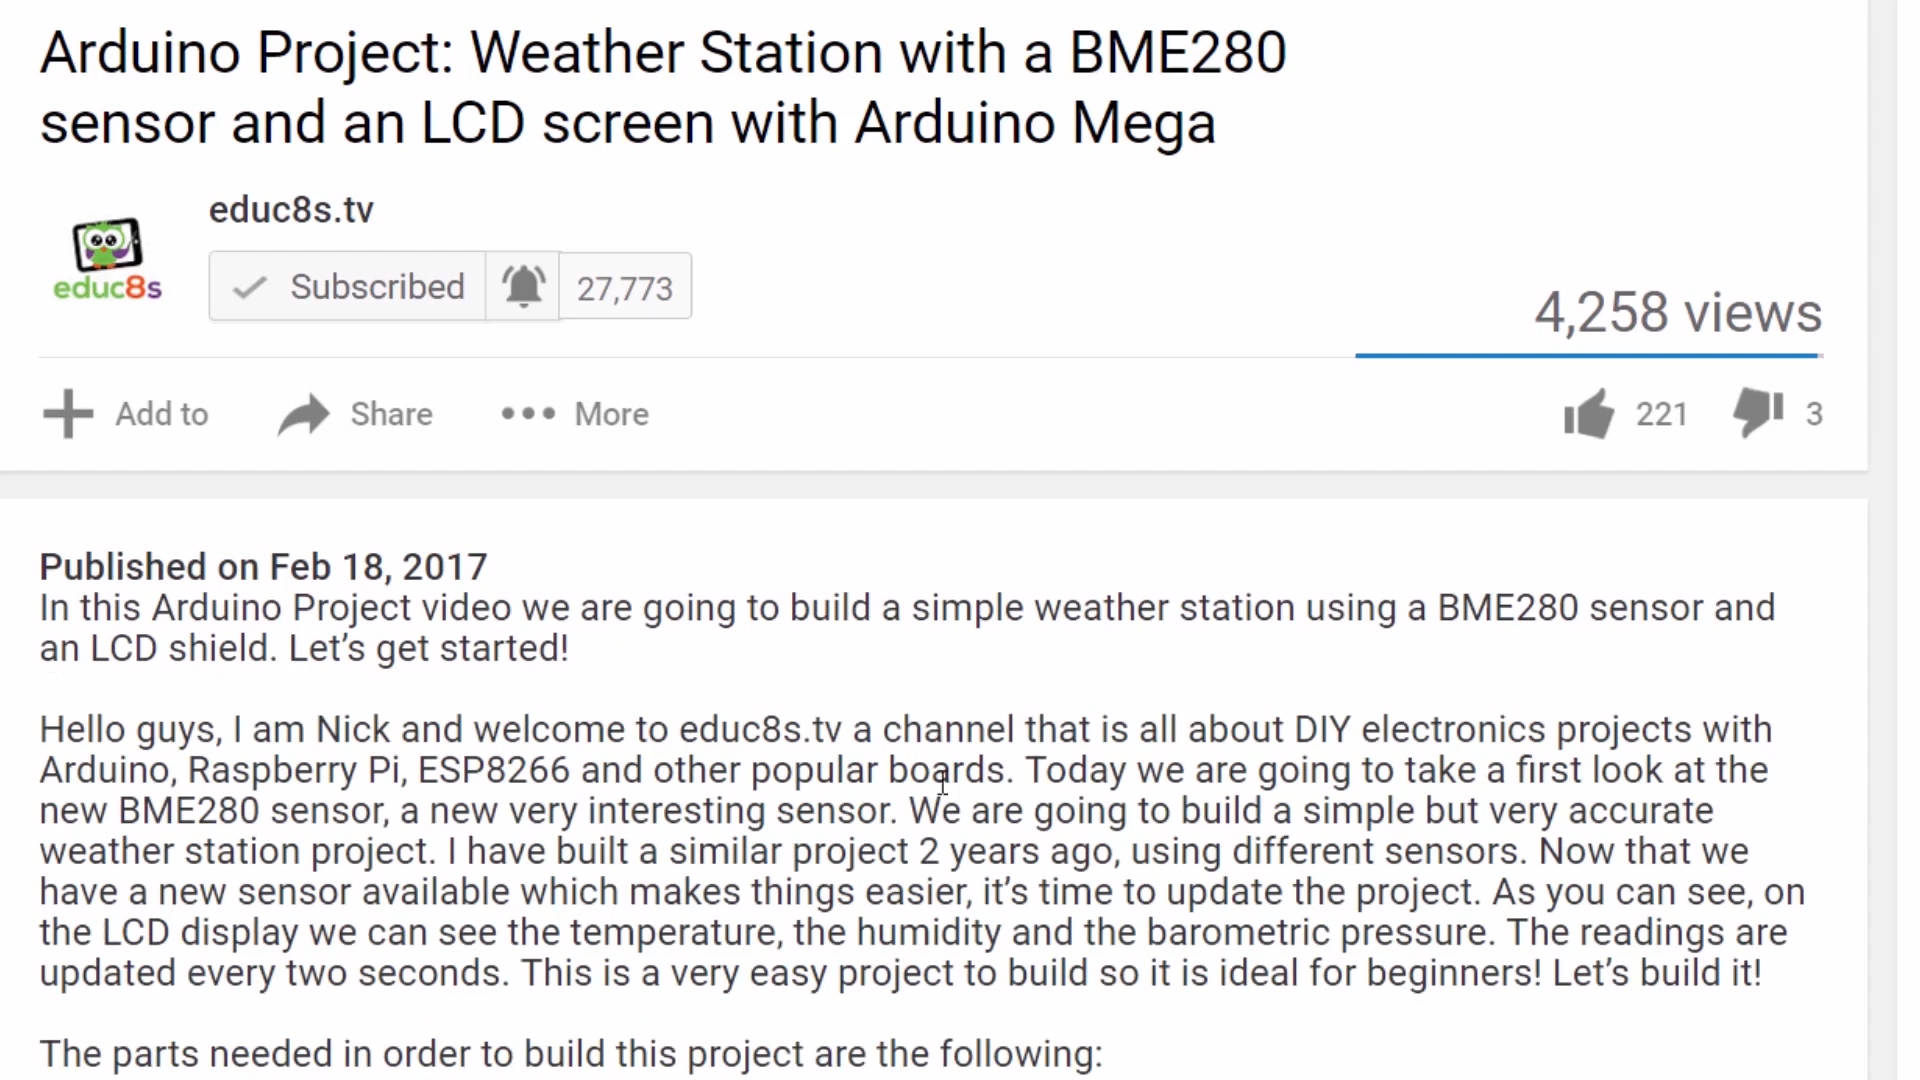 Arduino Project: Weather Station with a BME280
sensor and an LCD screen with Arduino Mega
educ8s
educ8s.tv
Subscribed
27,773
4,258 views
Add to
Share
More
221
3
Published on Feb 18, 2017
In this Arduino Project video we are going to build a simple weather station using a BME280 sensor and
an LCD shield. Let’s get started!
Hello guys, I am Nick and welcome to educ8s.tv a channel that is all about DIY electronics projects with
Arduino, Raspberry Pi, ESP8266 and other popular boards. Today we are going to take a first look at the
new BME280 sensor, a new very interesting sensor. We are going to build a simple but very accurate
weather station project. I have built a similar project 2 years ago, using different sensors. Now that we
have a new sensor available which makes things easier, it’s time to update the project. As you can see, on
the LCD display we can see the temperature, the humidity and the barometric pressure. The readings are
updated every two seconds. This is a very easy project to build so it is ideal for beginners! Let’s build it!
The parts needed in order to build this project are the following: